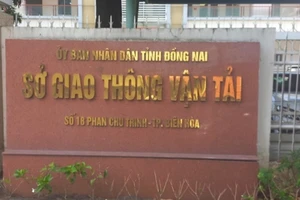 ỦY BAN NHÂN DÂN TỈNH ĐỒNG NAI
SỞ GIAO THÔNG VẬN TẢI
SỐ 18 PHAN CHU TRINH - TP. BIÊN HÒA